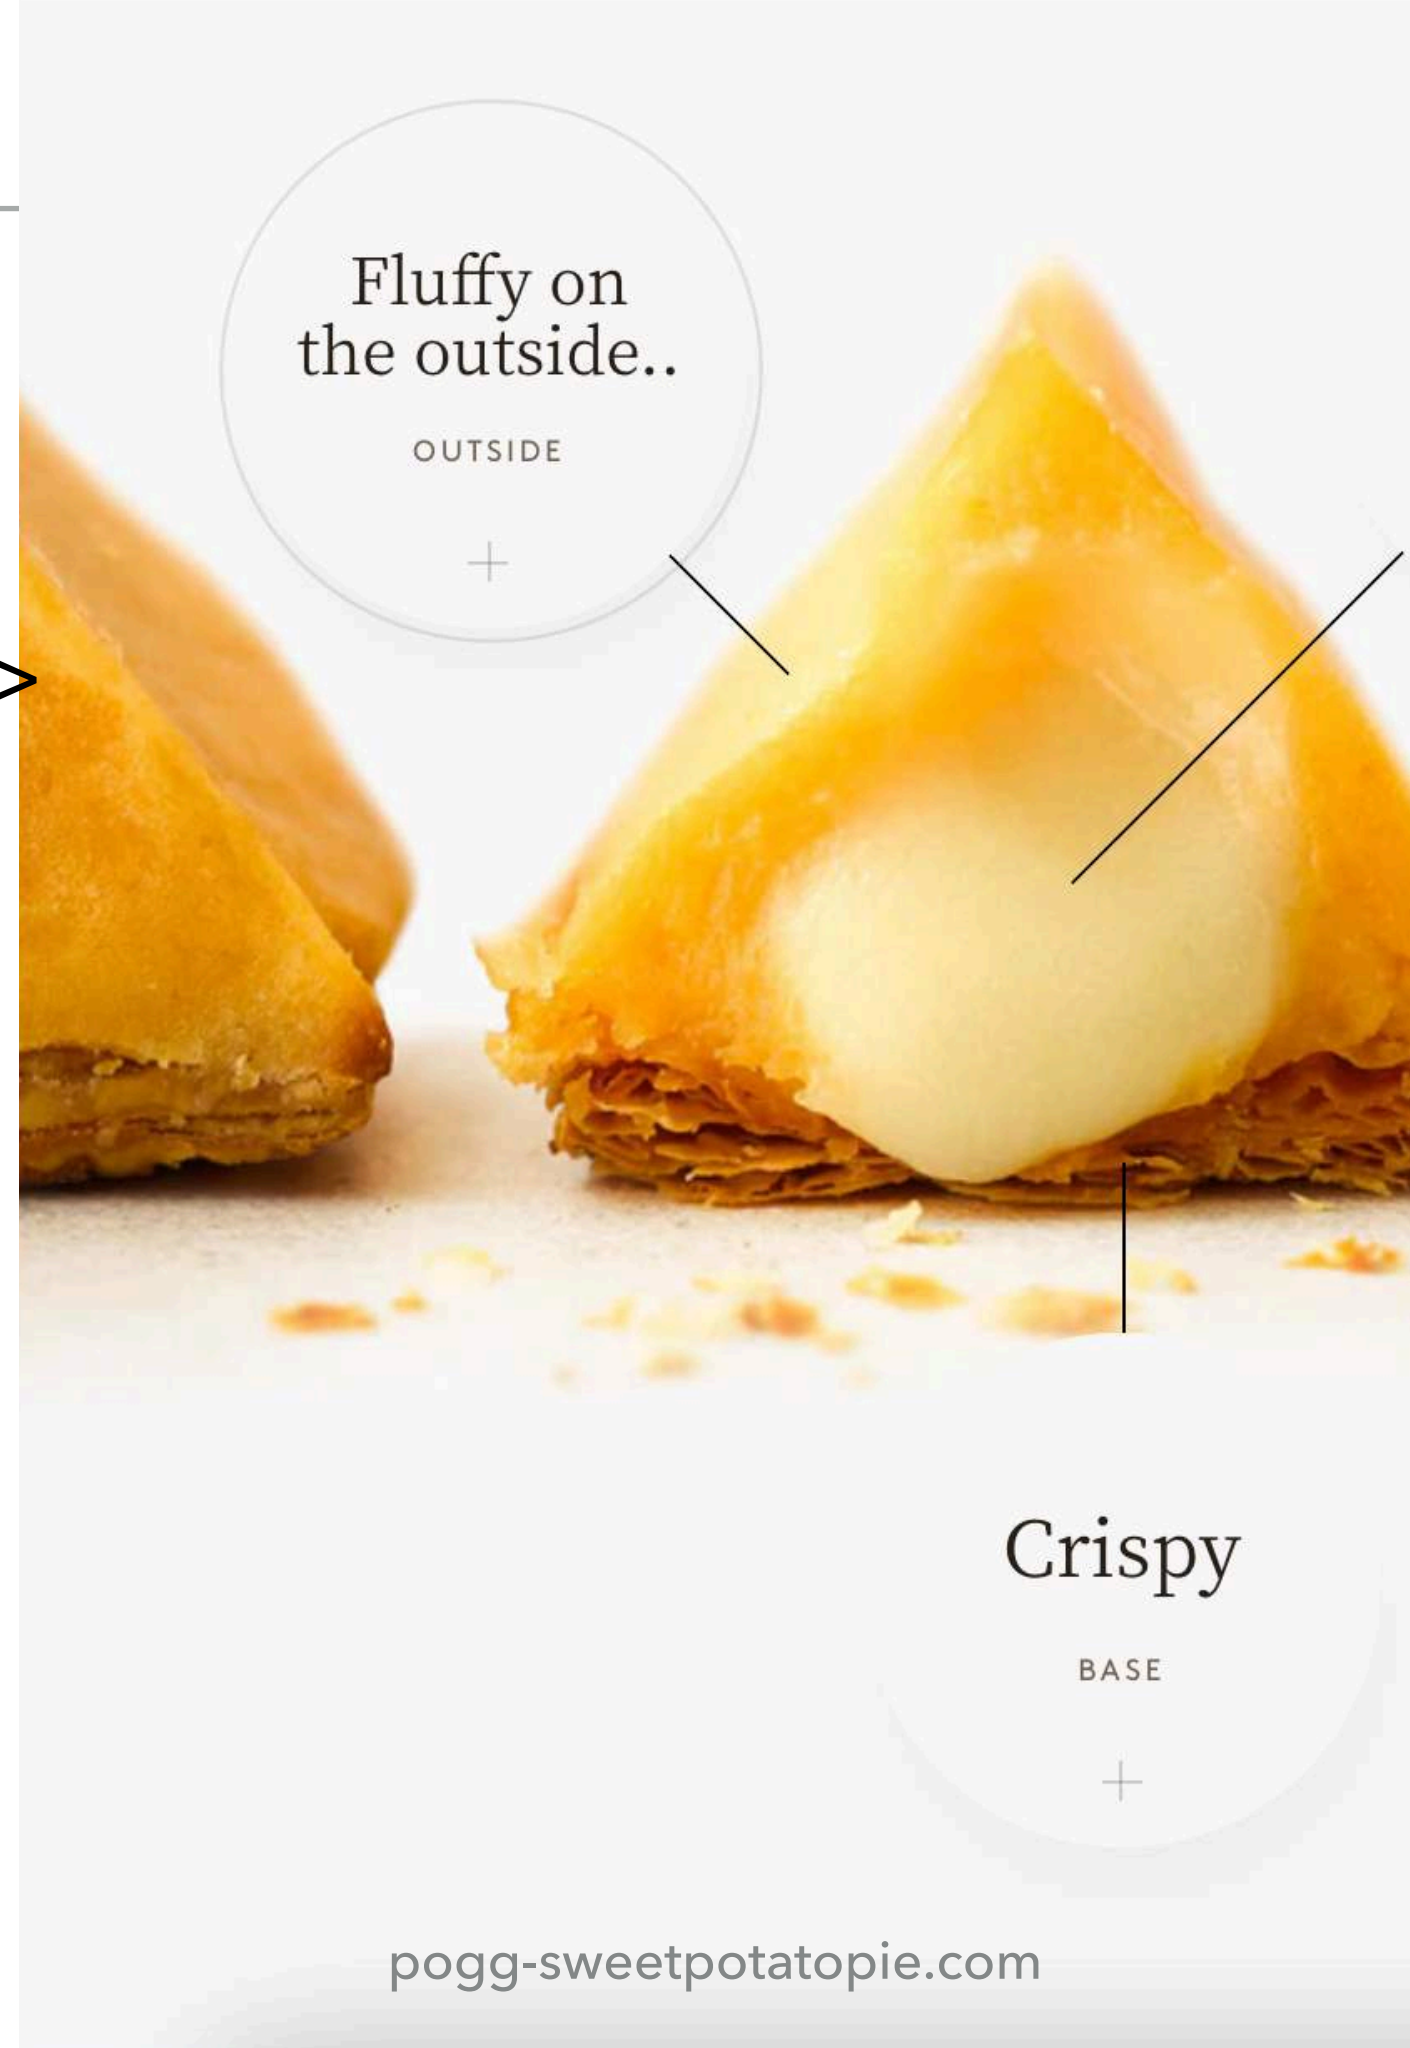 Fluffy on
the outside..
OUTSIDE
+
>
Crispy
BASE
+
pogg-sweetpotatopie.com